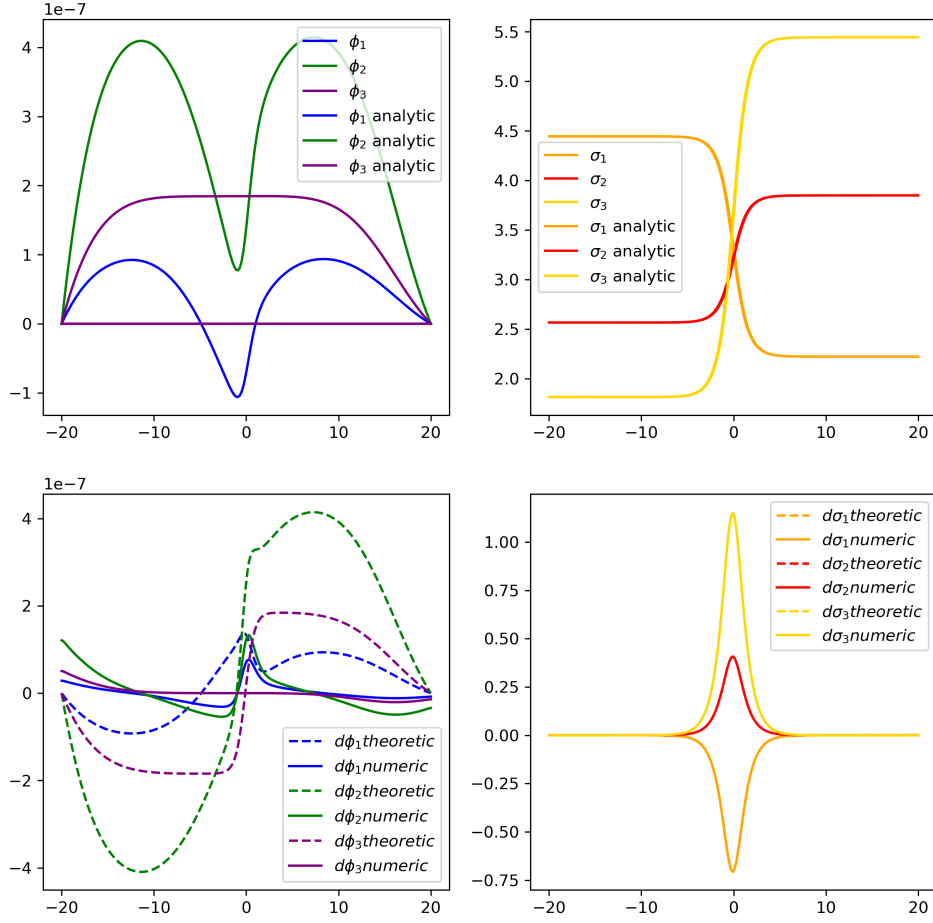 1e−7
4
3
2
1
0
−1
−20
−10
0
10
20
ϕ1
ϕ2
ϕ3
ϕ1 analytic
ϕ2 analytic
ϕ3 analytic
5.5
5.0
4.5
4.0
3.5
3.0
2.5
2.0
−20
−10
0
10
20
σ1
σ2
σ3
σ1 analytic
σ2 analytic
σ3 analytic
1e−7
4
2
0
−2
−4
−20
−10
0
10
20
dϕ1theoretic
dϕ1numeric
dϕ2theoretic
dϕ2numeric
dϕ3theoretic
dϕ3numeric
1.00
0.75
0.50
0.25
0.00
−0.25
−0.50
−0.75
−20
−10
0
10
20
dσ1theoretic
dσ1numeric
dσ2theoretic
dσ2numeric
dσ3theoretic
dσ3numeric